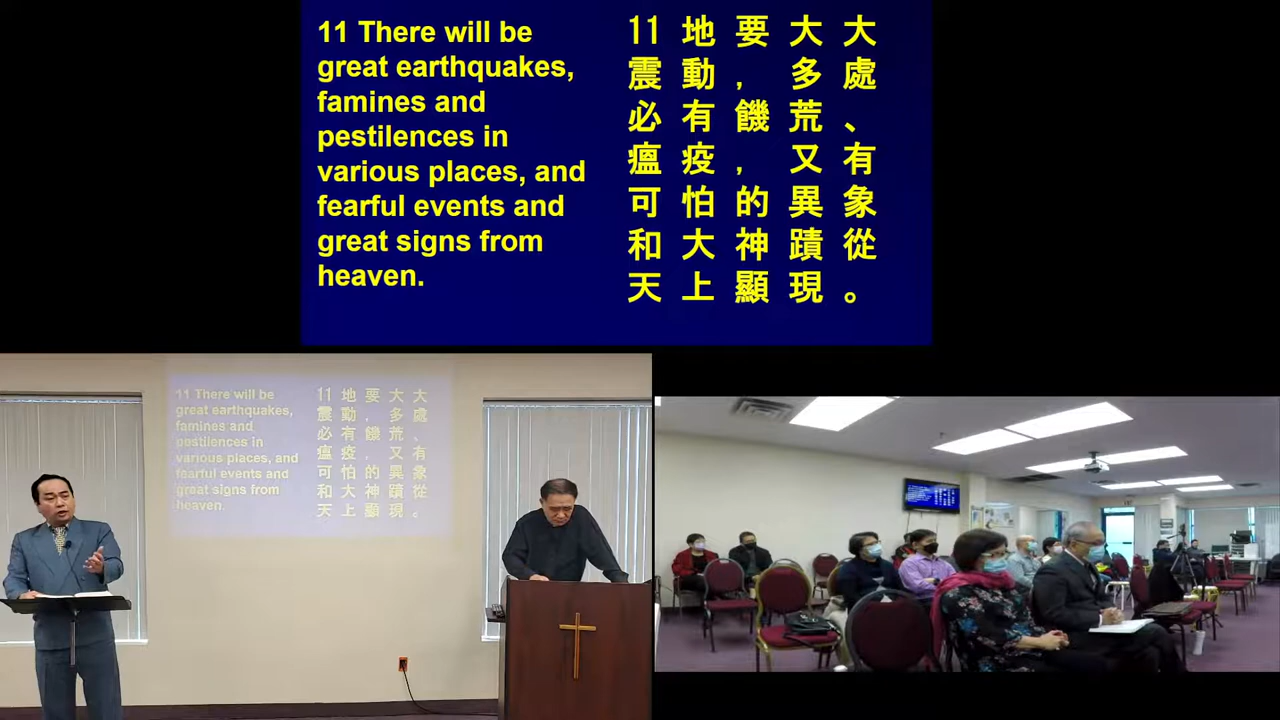 11 There will be
great earthquakes,
famines and
pestilences in
various places, and
fearful events and
great signs from
heaven.
11 地要大大
震動，多處
必有饑荒、
瘟疫，又有
可怕的異象
和大神蹟從
天上顯現。
11 There will be
great earthquakes,
famines and
pestilences in
various places, and
fearful events and
great signs from
heaven.
11 地要大大
震動，多處
必有饑荒、
瘟疫，又有
可怕的異象
和大神蹟從
天上顯現。